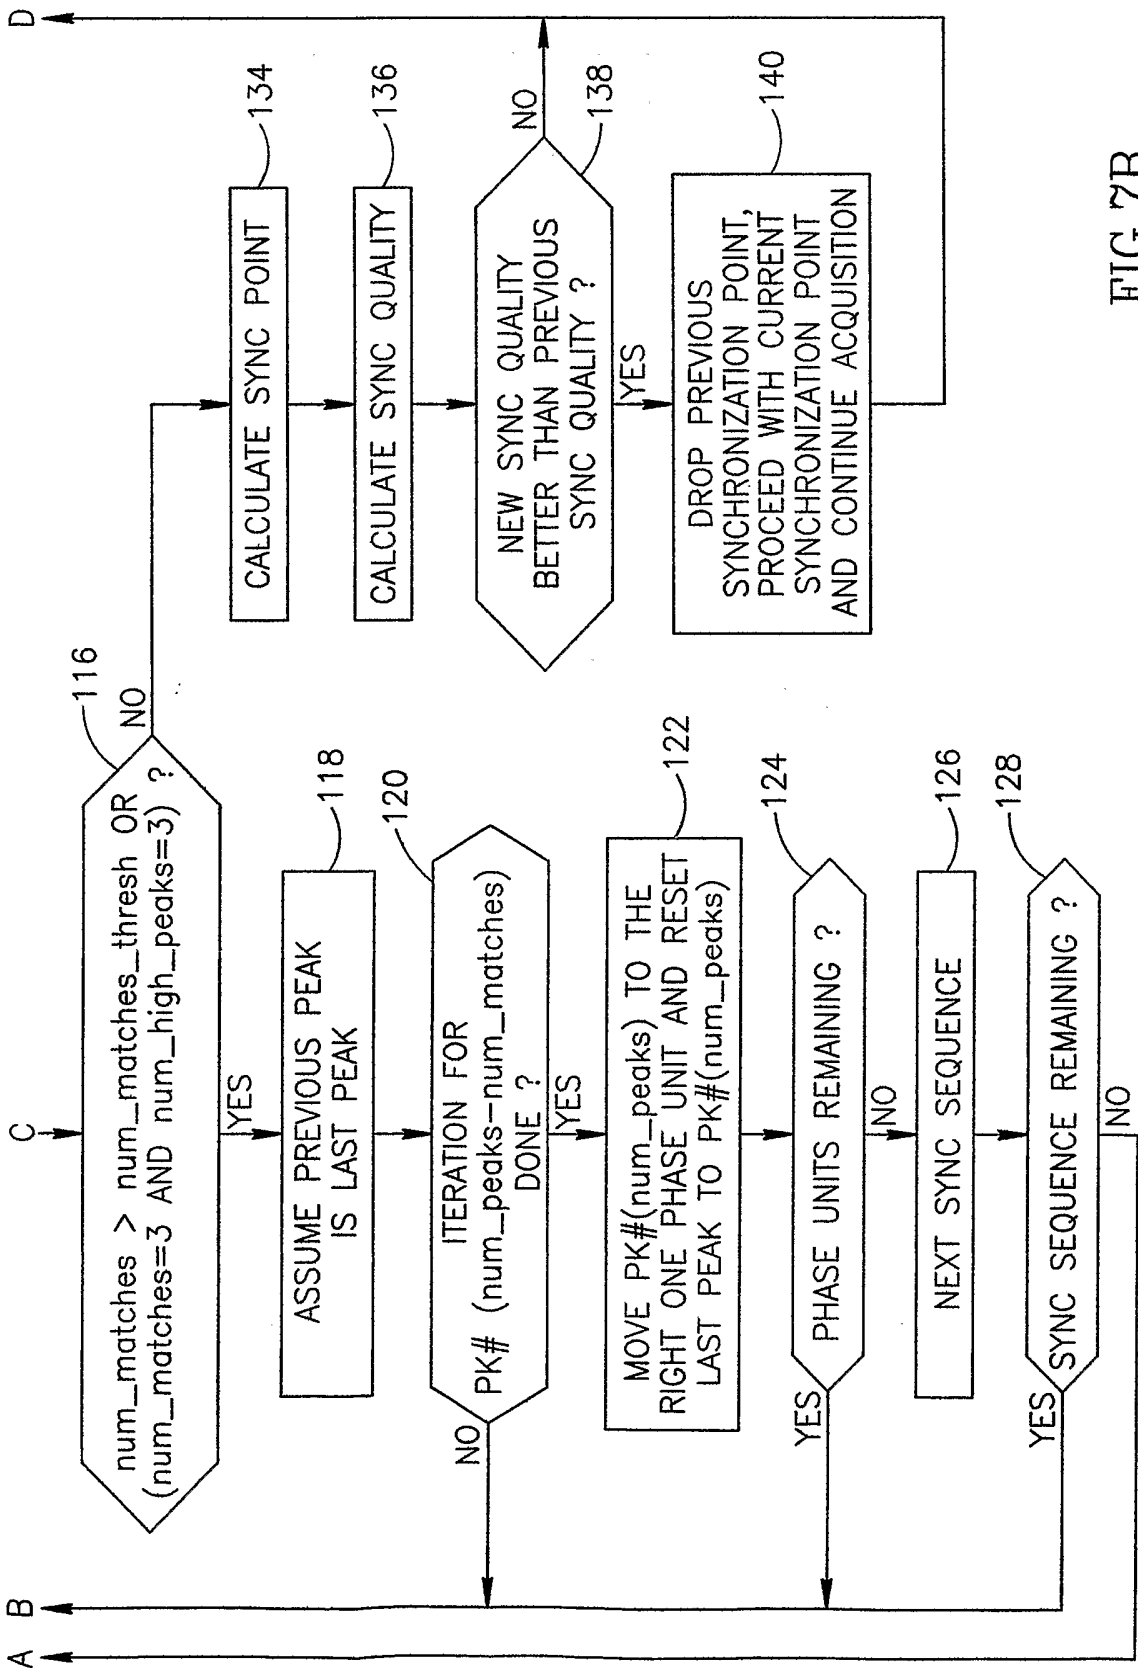 A
B
C
D
116
num_matches > num_matches_thresh OR
(num_matches=3 AND num_high_peaks=3) ?
NO
YES
118
ASSUME PREVIOUS PEAK
IS LAST PEAK
120
ITERATION FOR
PK# (num_peaks-num_matches)
DONE ?
NO
YES
122
MOVE PK#(num_peaks) TO THE
RIGHT ONE PHASE UNIT AND RESET
LAST PEAK TO PK#(num_peaks)
124
PHASE UNITS REMAINING ?
YES
NO
126
NEXT SYNC SEQUENCE
128
SYNC SEQUENCE REMAINING ?
YES
NO
134
CALCULATE SYNC POINT
136
CALCULATE SYNC QUALITY
138
NEW SYNC QUALITY
BETTER THAN PREVIOUS
SYNC QUALITY ?
NO
YES
140
DROP PREVIOUS
SYNCHRONIZATION POINT,
PROCEED WITH CURRENT
SYNCHRONIZATION POINT
AND CONTINUE ACQUISITION
FIG.7B